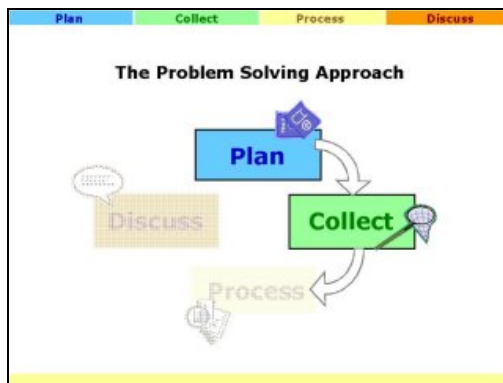 Plan Collect Process Discuss
The Problem Solving Approach
Plan
Discuss
Collect
Process